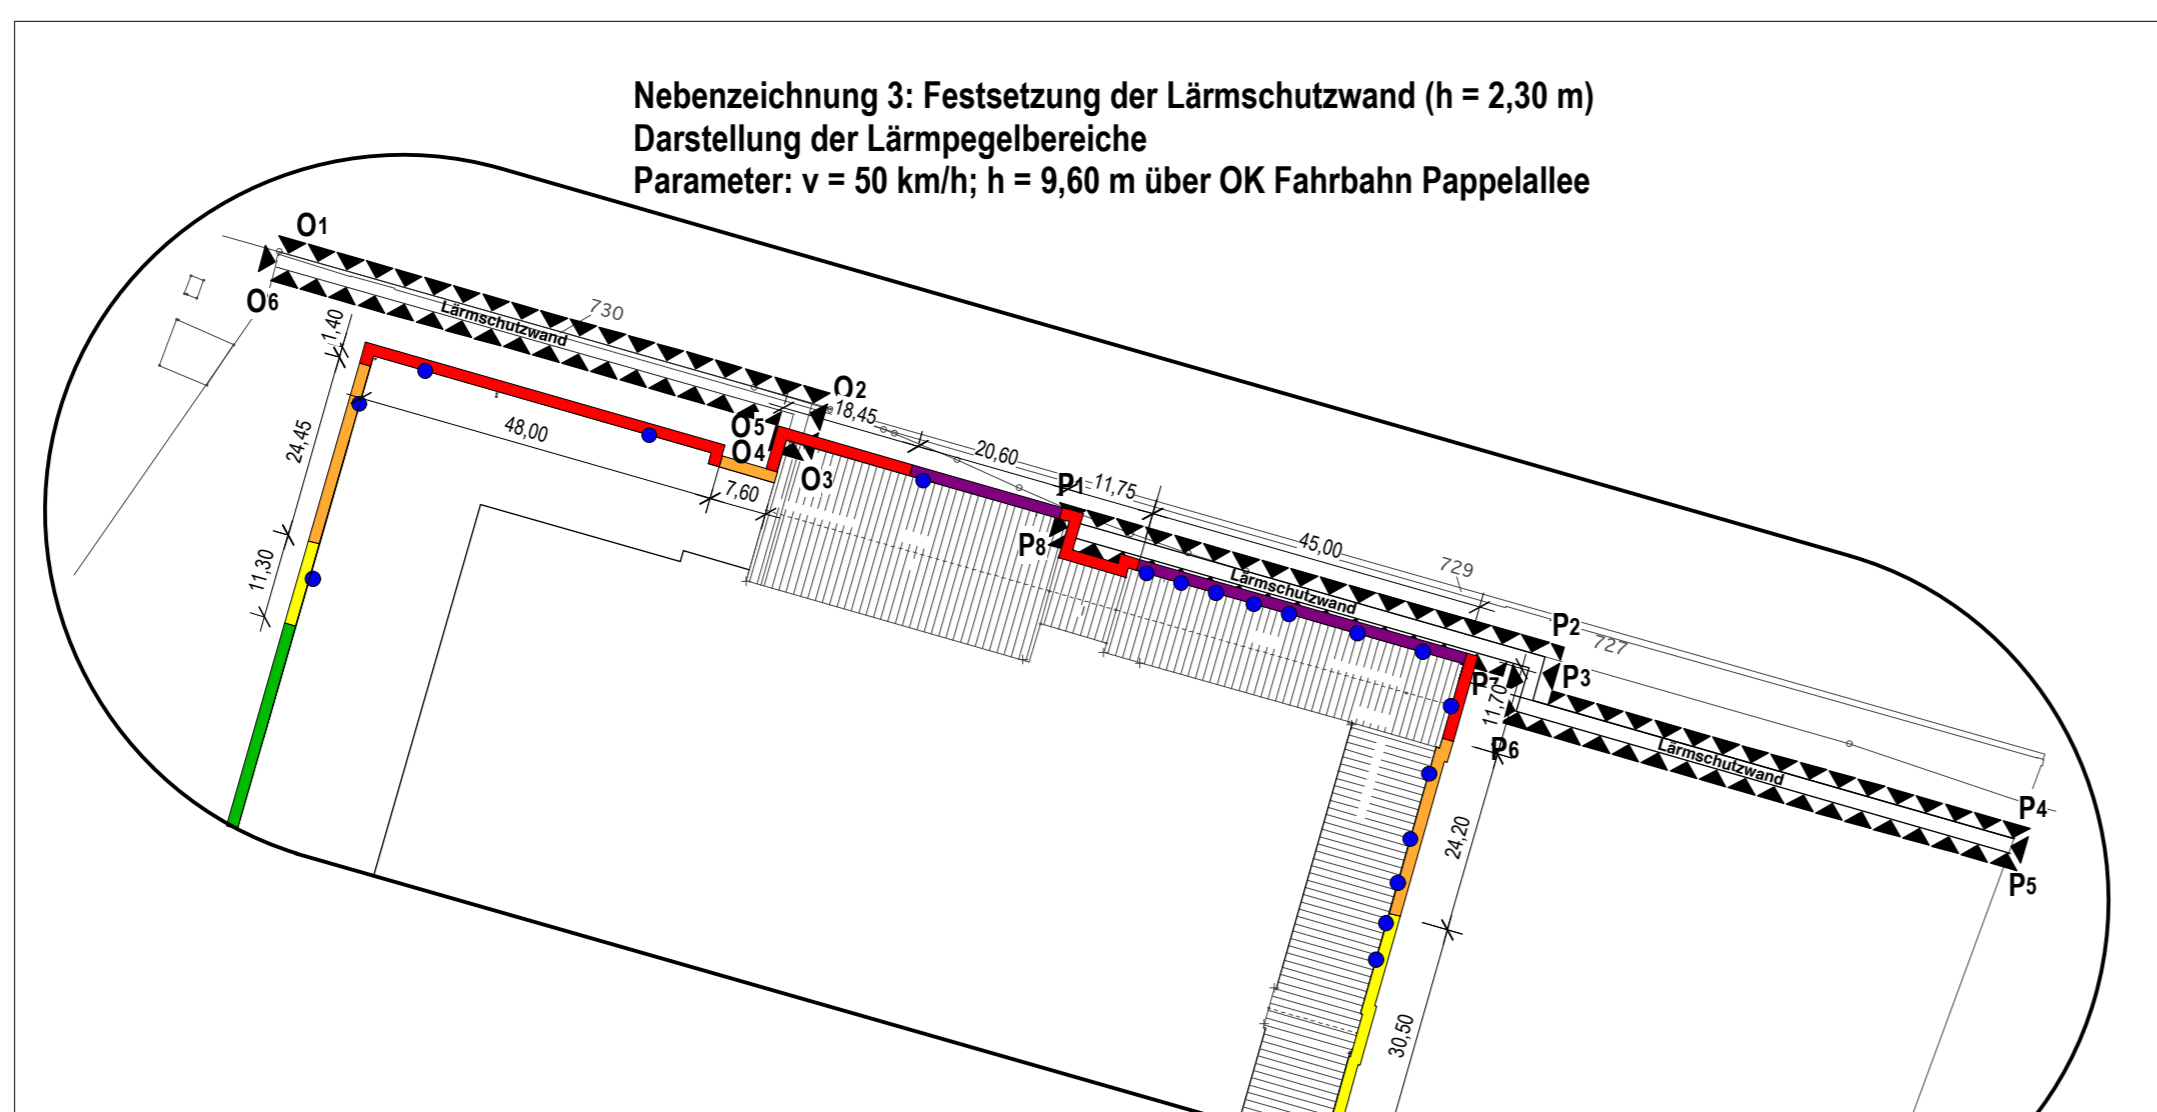 Nebenzeichnung 3: Festsetzung der Lärmschutzwand (h = 2,30 m)
Darstellung der Lärmpegelbereiche
Parameter: v = 50 km/h; h = 9,60 m über OK Fahrbahn Pappelallee
O1
O6
1,40
Lärmschutzwand
730
O2
18,45
O5
O4
O3
24,45
48,00
7,60
20,60
P1
11,75
P8
11,30
45,00
729
Lärmschutzwand
P2
727
P3
P7
11,70
P6
Lärmschutzwand
P4
P5
24,20
30,50